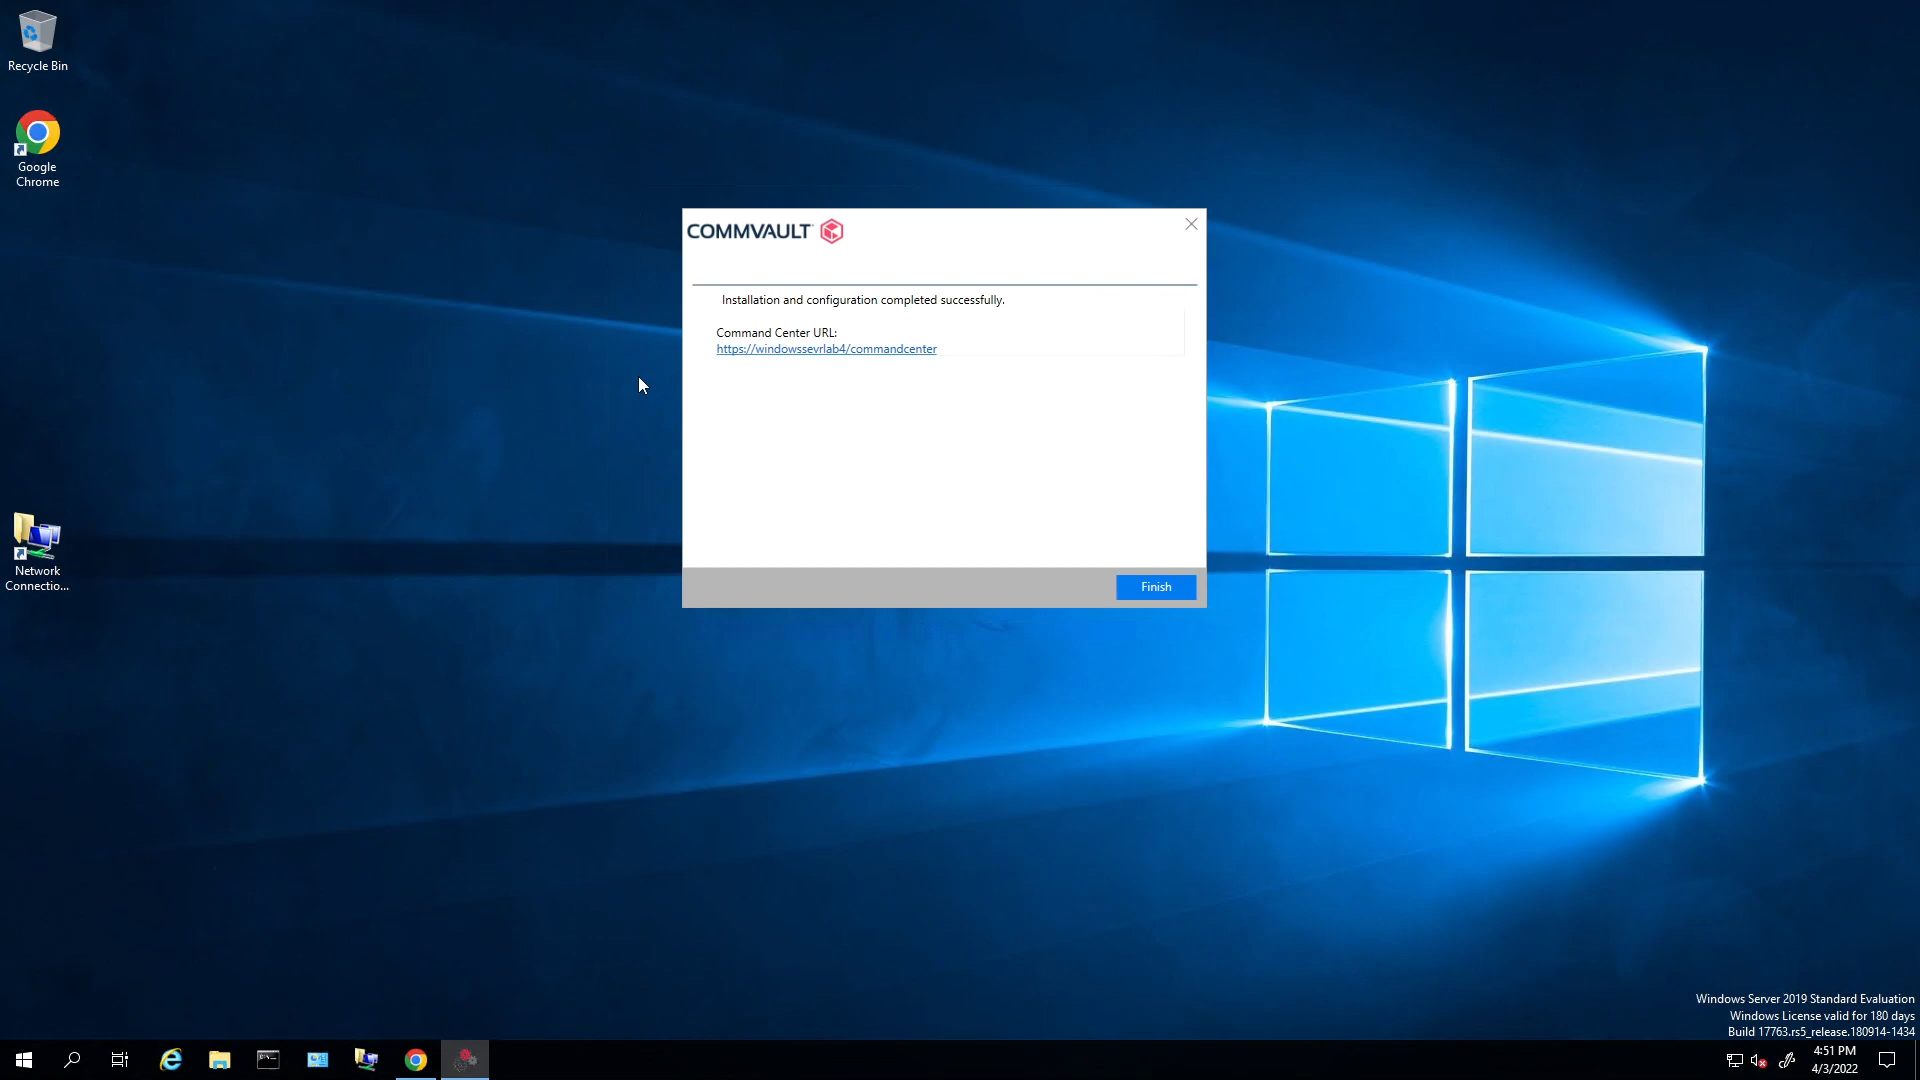 Recycle Bin
Google
Chrome
Network
Connectio...
COMMVAULT
Installation and configuration completed successfully.
Command Center URL:
https://windowssevrlab4/commandcenter
Finish
Windows Server 2019 Standard Evaluation
Windows License valid for 180 days
Build 17763.rs5_release.180914-1434
4:51 PM
4/3/2022